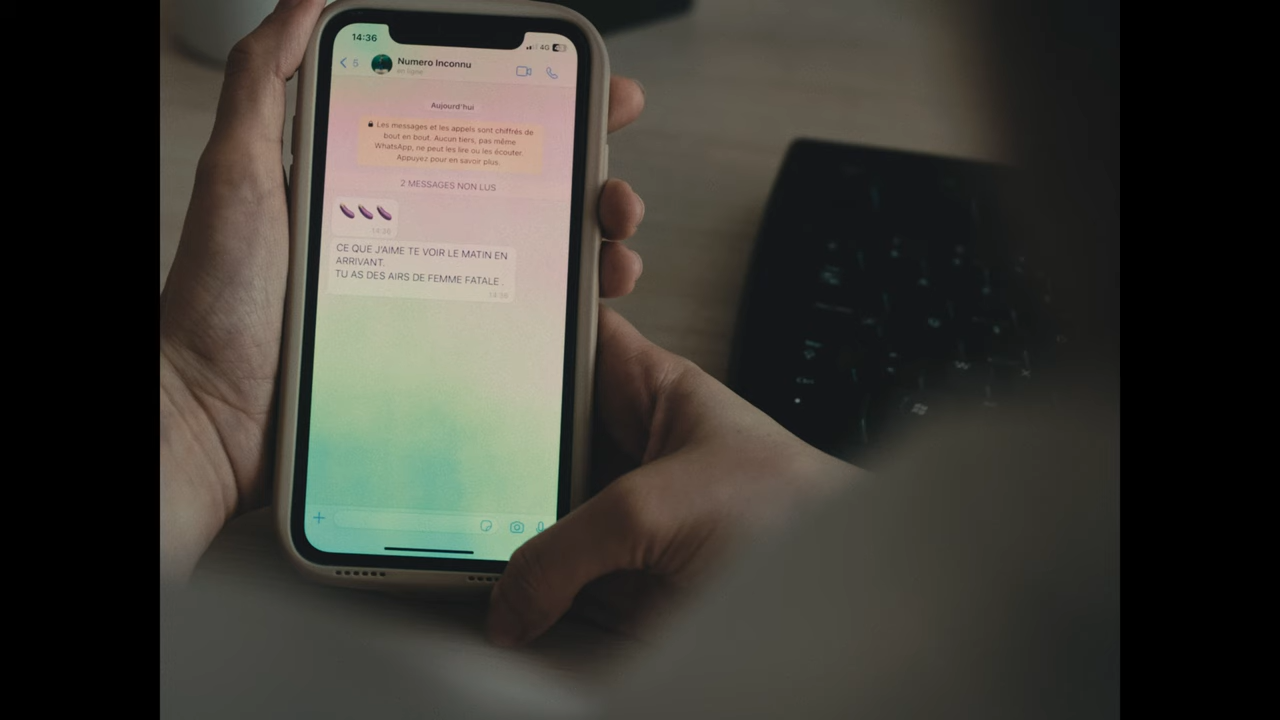 14:36
4G
5
Numero Inconnu
en ligne
Aujourd'hui
Les messages et les appels sont chiffrés de
bout en bout. Aucun tiers, pas même
WhatsApp, ne peut les lire ou les écouter.
Appuyez pour en savoir plus.
2 MESSAGES NON LUS
🍆🍆🍆
14:36
CE QUE J'AIME TE VOIR LE MATIN EN
ARRIVANT.
TU AS DES AIRS DE FEMME FATALE .
14:36